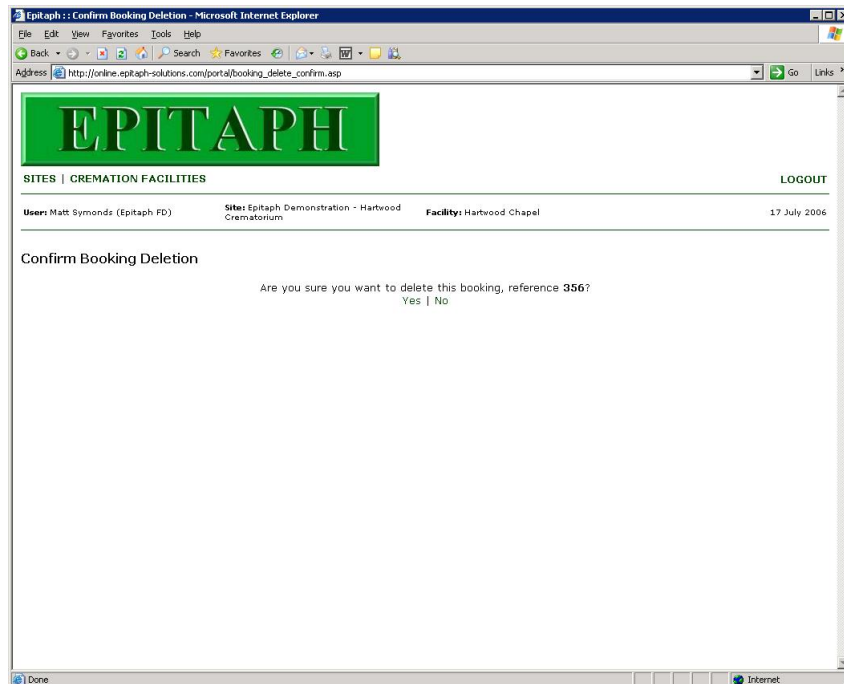 Epitaph : : Confirm Booking Deletion - Microsoft Internet Explorer
File Edit View Favorites Tools Help
Back Search Favorites
Address http://online.epitaph-solutions.com/portal/booking_delete_confirm.asp Go Links »
EPITAPH
SITES | CREMATION FACILITIES LOGOUT
User: Matt Symonds (Epitaph FD) Site: Epitaph Demonstration - Hartwood Facility: Hartwood Chapel 17 July 2006
Crematorium
Confirm Booking Deletion
Are you sure you want to delete this booking, reference 356?
Yes | No
Done Internet